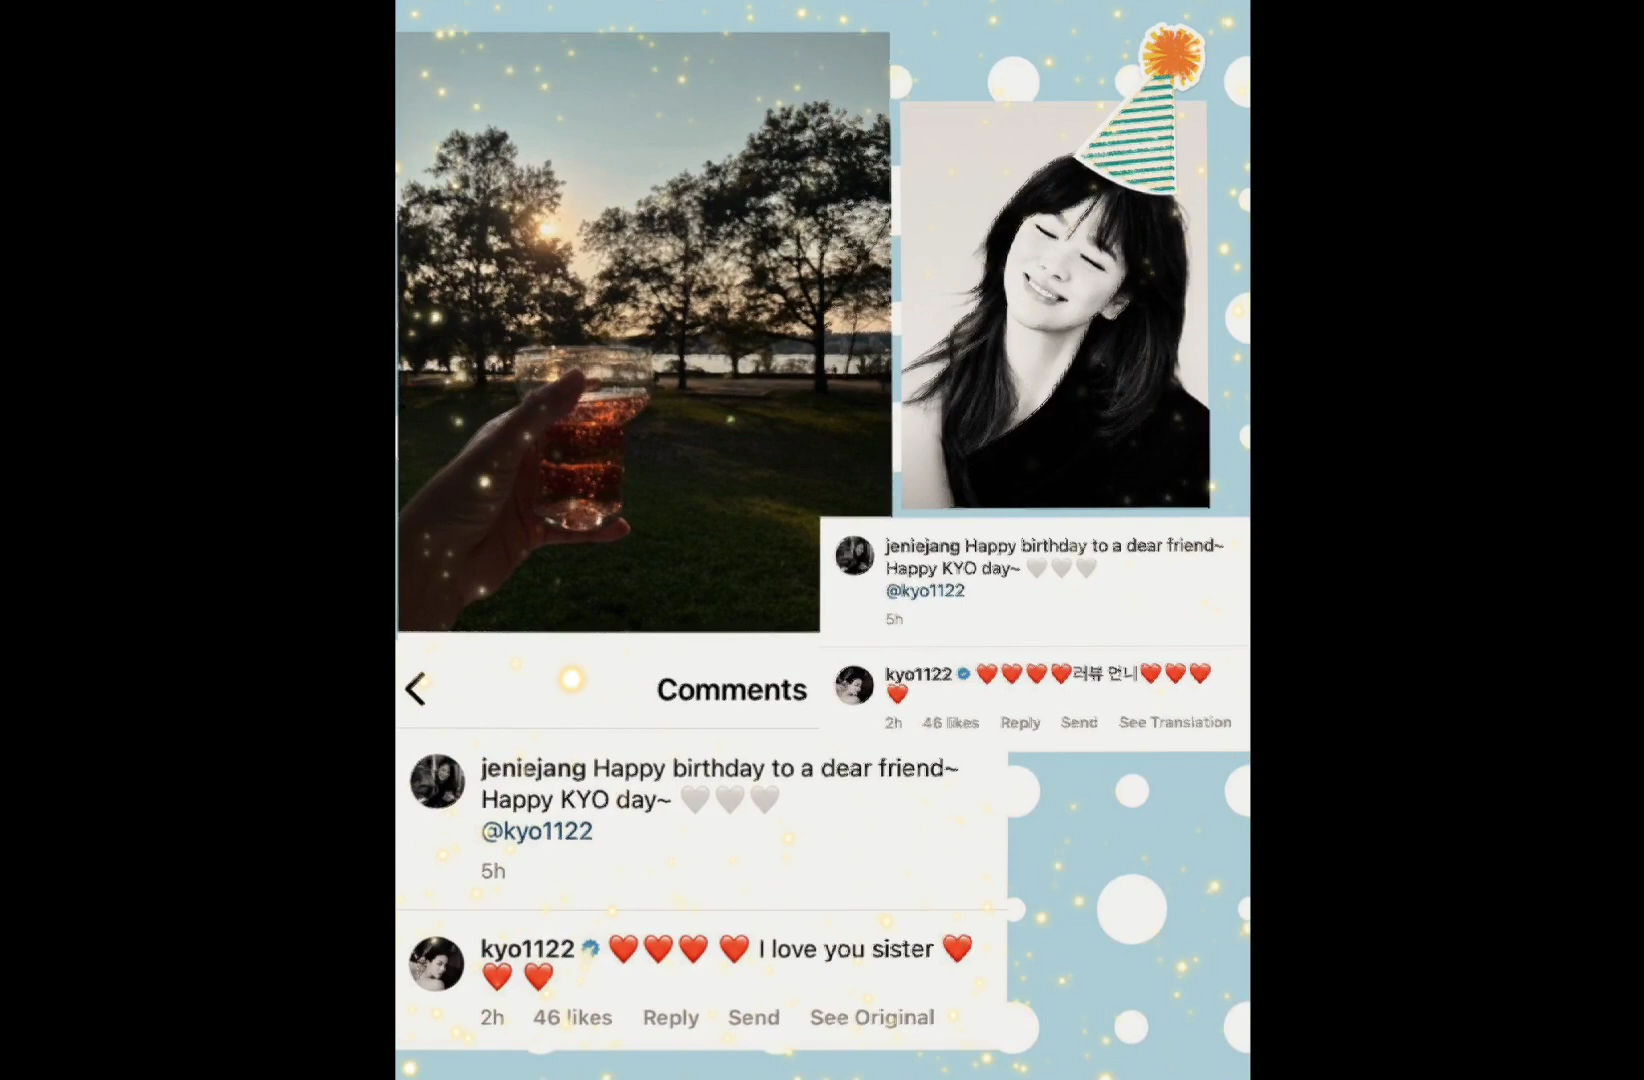 jeniejang Happy birthday to a dear friend~
Happy KYO day~ 🤍🤍🤍
@kyo1122
5h
kyo1122 ❤️❤️❤️❤️러뷰 언니❤️❤️❤️
❤️
2h 46 likes Reply Send See Translation
Comments
jeniejang Happy birthday to a dear friend~
Happy KYO day~ 🤍🤍🤍
@kyo1122
5h
kyo1122 ❤️❤️❤️ ❤️ I love you sister ❤️
❤️ ❤️
2h 46 likes Reply Send See Original